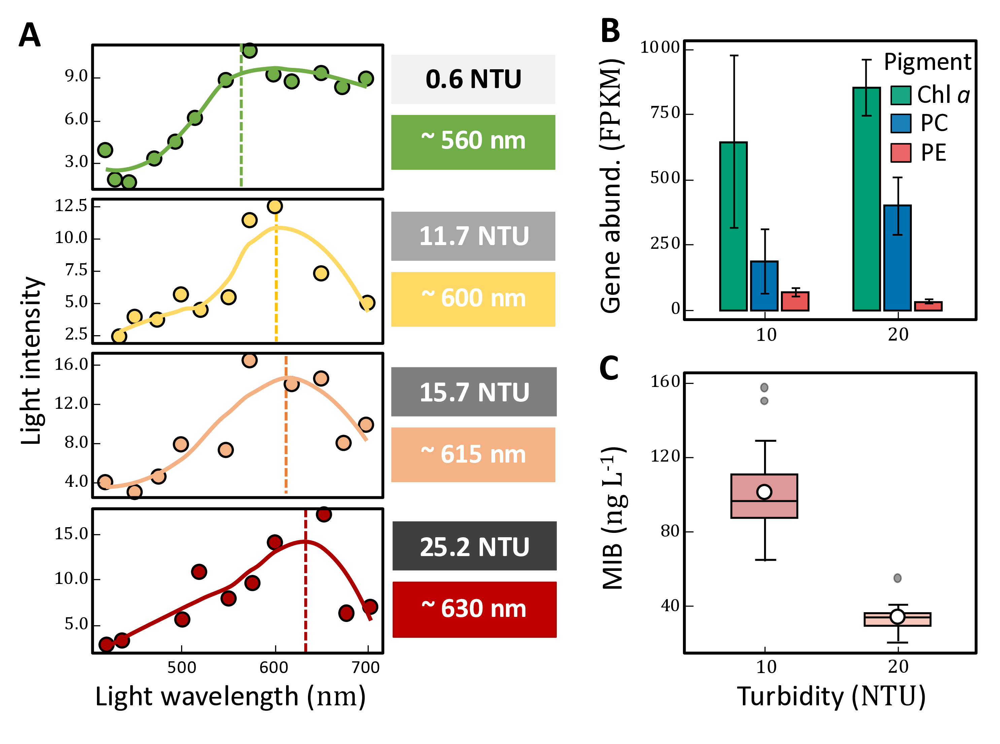 A
Light intensity
9.0
6.0
3.0
0.6 NTU
~ 560 nm
12.5
10.0
7.5
5.0
2.5
11.7 NTU
~ 600 nm
16.0
12.0
8.0
4.0
15.7 NTU
~ 615 nm
15.0
10.0
5.0
25.2 NTU
~ 630 nm
500 600 700
Light wavelength (nm)
B
Gene abund. (FPKM)
1000
750
500
250
0
Pigment
Chl a
PC
PE
10 20
C
MIB (ng L-1)
160
120
80
40
10 20
Turbidity (NTU)